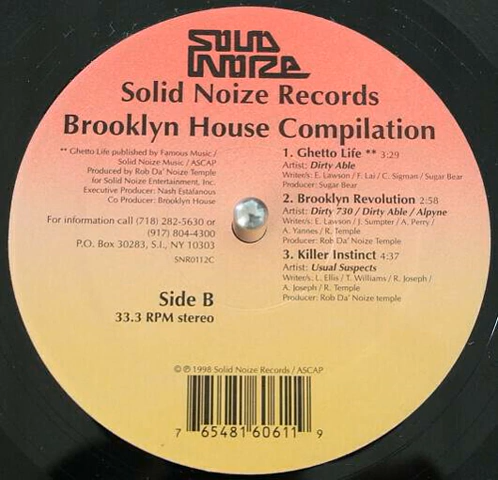 SOLID
NOIZE
Solid Noize Records
Brooklyn House Compilation
** Ghetto Life published by Famous Music /
Solid Noize Music / ASCAP
Produced by Rob Da' Noize Temple
for Solid Noize Entertainment, Inc.
Executive Producer: Nash Estafanous
Co Producer: Brooklyn House
For information call (718) 282-5630 or
(917) 804-4300
P.O. Box 30283, S.I., NY 10303
SNR0112C
Side B
33.3 RPM stereo
1. Ghetto Life ** 3:29
Artist: Dirty Able
Writer/s: E. Lawson / F. Lai / C. Sigman / Sugar Bear
Producer: Sugar Bear
2. Brooklyn Revolution 2:58
Artist: Dirty 730 / Dirty Able / Alpyne
Writer/s: E. Lawson / J. Sumpter / A. Perry /
A. Yannes / R. Temple
Producer: Rob Da' Noize Temple
3. Killer Instinct 4:37
Artist: Usual Suspects
Writer/s: L. Ellis / T. Williams / R. Joseph /
A. Joseph / R. Temple
Producer: Rob Da' Noize temple
© ℗ 1998 Solid Noize Records / ASCAP
7 65481 60611 9